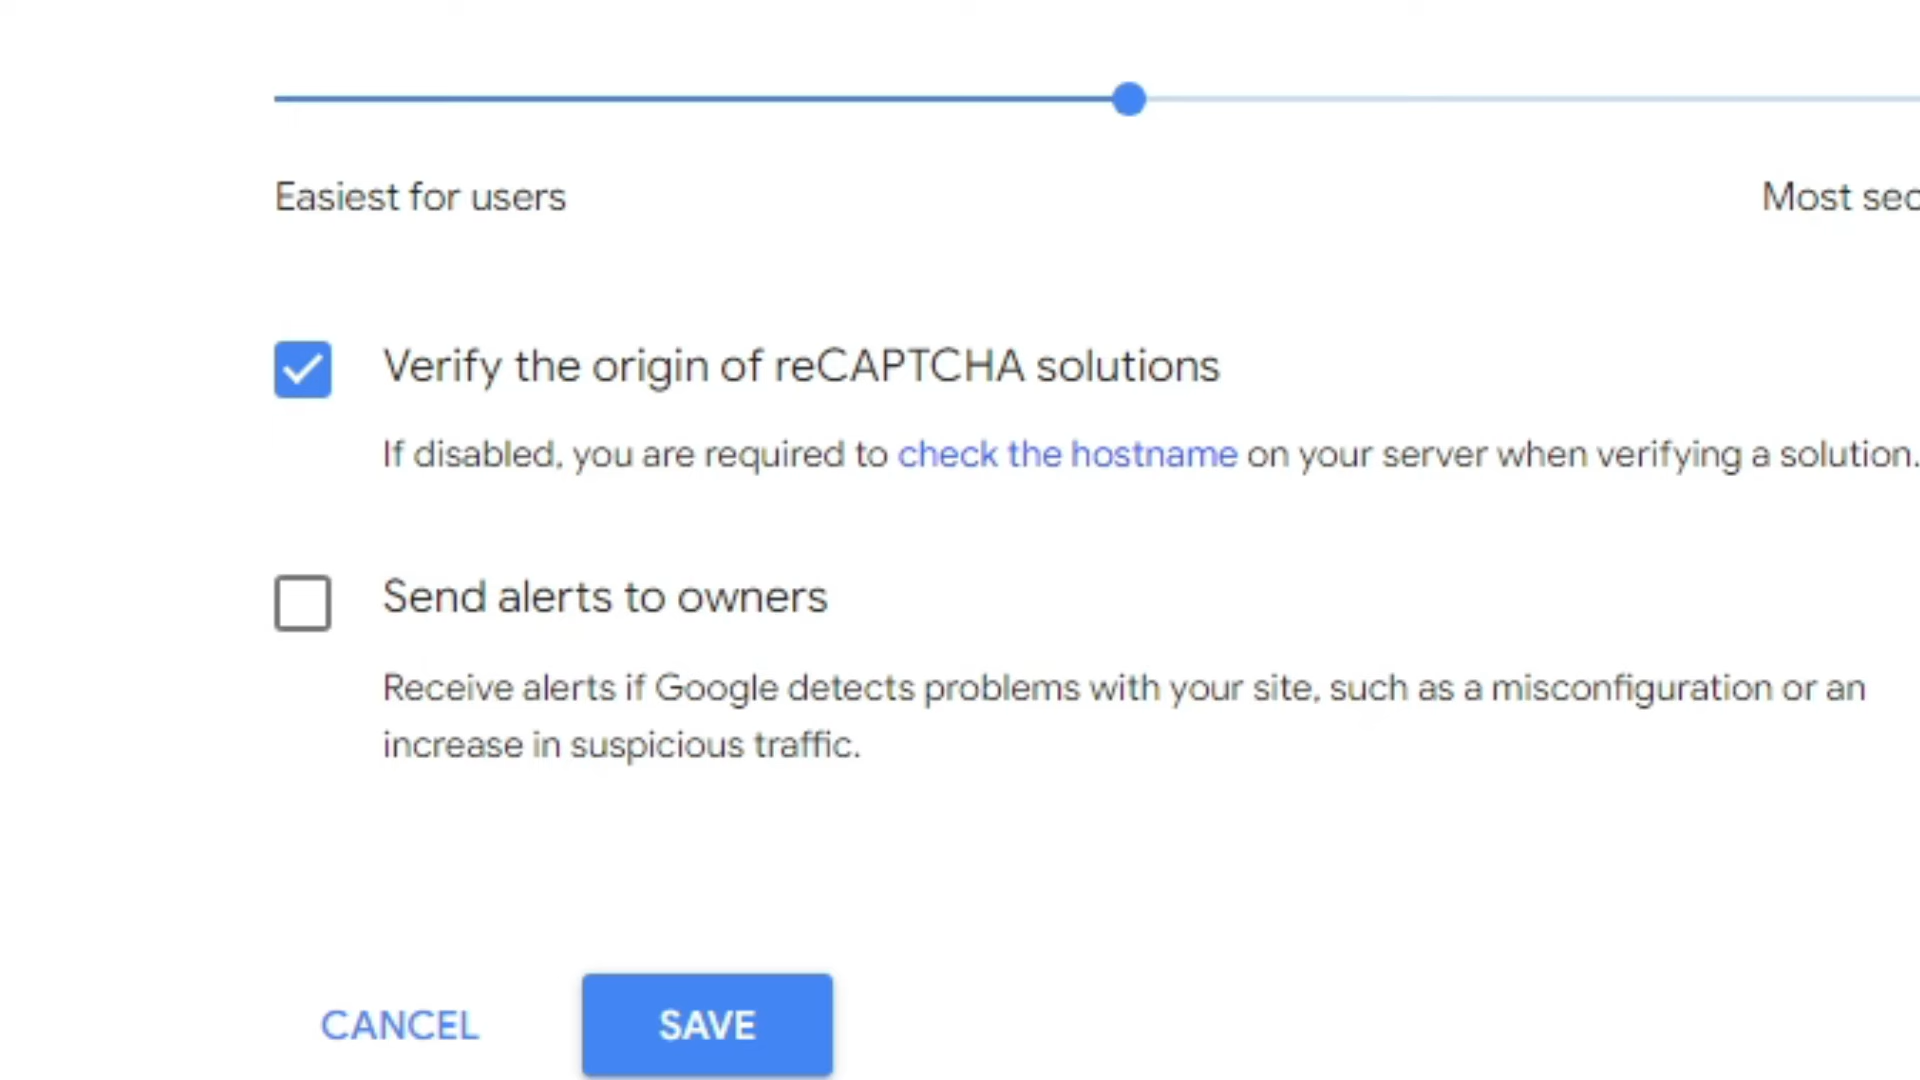 Easiest for users
Most
Verify the origin of reCAPTCHA solutions
If disabled, you are required to check the hostname on your server when verifying a solution.
Send alerts to owners
Receive alerts if Google detects problems with your site, such as a misconfiguration or an
increase in suspicious traffic.
CANCEL
SAVE